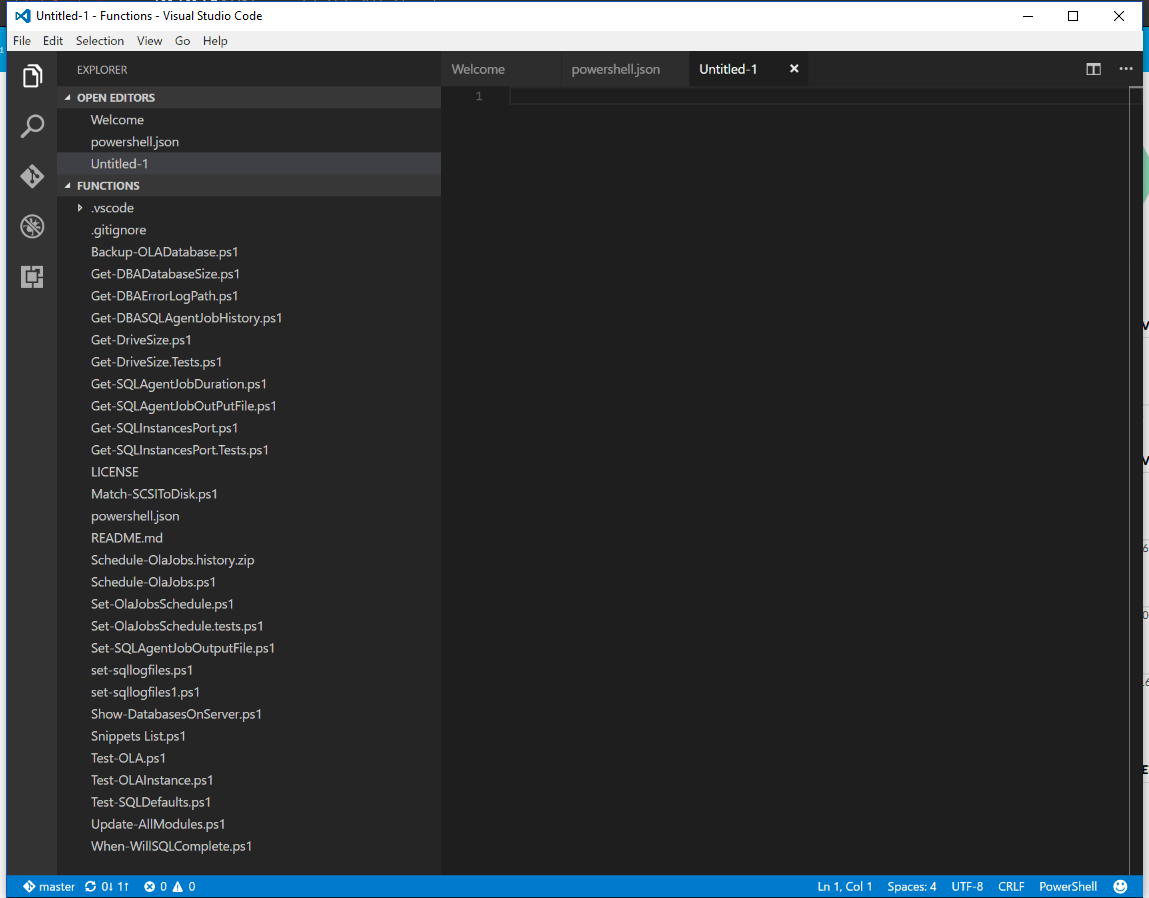 Untitled-1 - Functions - Visual Studio Code
File Edit Selection View Go Help
EXPLORER
OPEN EDITORS
Welcome
powershell.json
Untitled-1
FUNCTIONS
.vscode
.gitignore
Backup-OLADatabase.ps1
Get-DBADatabaseSize.ps1
Get-DBAErrorLogPath.ps1
Get-DBASQLAgentJobHistory.ps1
Get-DriveSize.ps1
Get-DriveSize.Tests.ps1
Get-SQLAgentJobDuration.ps1
Get-SQLAgentJobOutPutFile.ps1
Get-SQLInstancesPort.ps1
Get-SQLInstancesPort.Tests.ps1
LICENSE
Match-SCSIToDisk.ps1
powershell.json
README.md
Schedule-OlaJobs.history.zip
Schedule-OlaJobs.ps1
Set-OlaJobsSchedule.ps1
Set-OlaJobsSchedule.tests.ps1
Set-SQLAgentJobOutputFile.ps1
set-sqllogfiles.ps1
set-sqllogfiles1.ps1
Show-DatabasesOnServer.ps1
Snippets List.ps1
Test-OLA.ps1
Test-OLAInstance.ps1
Test-SQLDefaults.ps1
Update-AllModules.ps1
When-WillSQLComplete.ps1
Welcome powershell.json Untitled-1
1
master 0↓ 1↑ 0 0 Ln 1, Col 1 Spaces: 4 UTF-8 CRLF PowerShell